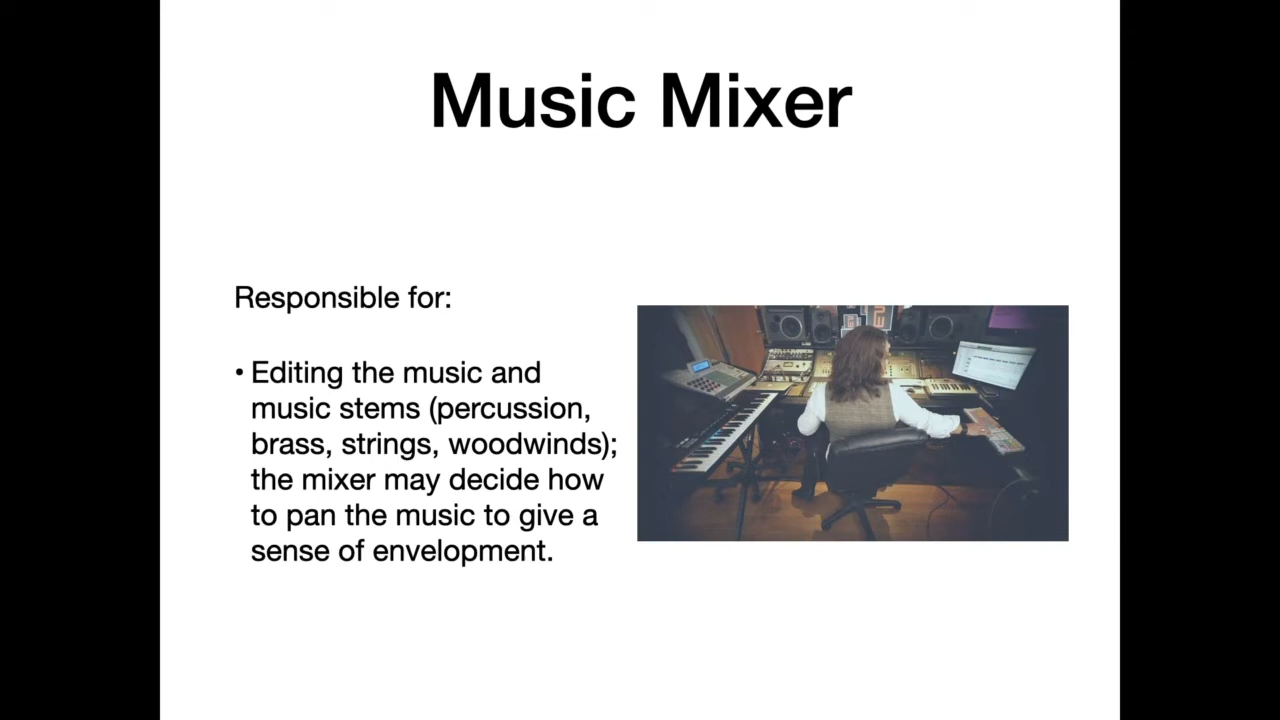 Music Mixer
Responsible for:
• Editing the music and
music stems (percussion,
brass, strings, woodwinds);
the mixer may decide how
to pan the music to give a
sense of envelopment.